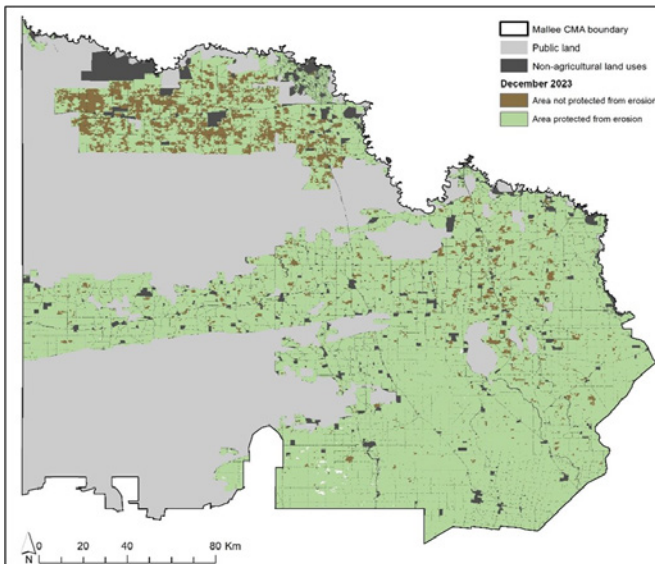 Mallee CMA boundary
Public land
Non-agricultural land uses
December 2023
Area not protected from erosion
Area protected from erosion
N
0 20 40 80 Km